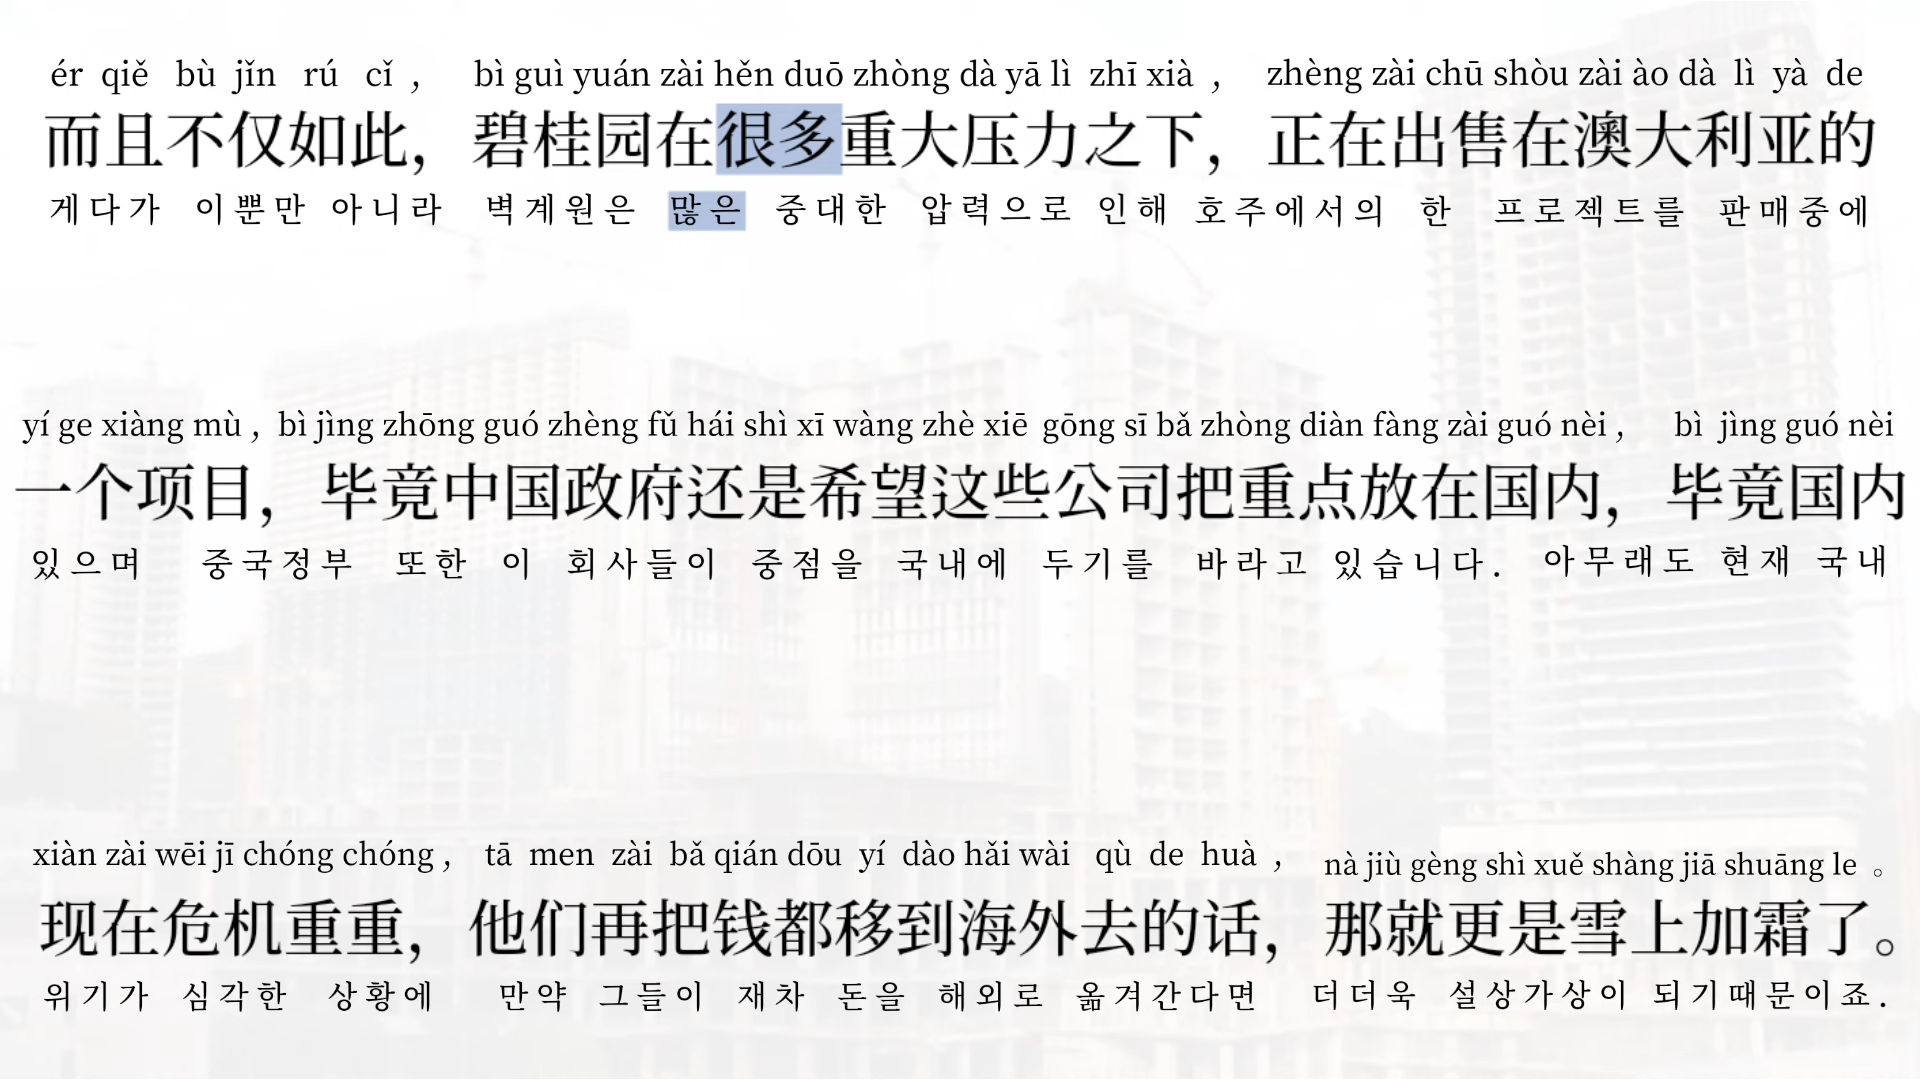 ér qiě bù jǐn rú cǐ , bì guì yuán zài hěn duō zhòng dà yā lì zhī xià , zhèng zài chū shòu zài ào dà lì yà de
而且不仅如此，碧桂园在很多重大压力之下，正在出售在澳大利亚的
게다가 이뿐만 아니라 벽계원은 많은 중대한 압력으로 인해 호주에서의 한 프로젝트를 판매중에
yí ge xiàng mù , bì jìng zhōng guó zhèng fǔ hái shì xī wàng zhè xiē gōng sī bǎ zhòng diàn fàng zài guó nèi , bì jìng guó nèi
一个项目，毕竟中国政府还是希望这些公司把重点放在国内，毕竟国内
있으며 중국정부 또한 이 회사들이 중점을 국내에 두기를 바라고 있습니다. 아무래도 현재 국내
xiàn zài wēi jī chóng chóng , tā men zài bǎ qián dōu yí dào hǎi wài qù de huà , nà jiù gèng shì xuě shàng jiā shuāng le 。
现在危机重重，他们再把钱都移到海外去的话，那就更是雪上加霜了。
위기가 심각한 상황에 만약 그들이 재차 돈을 해외로 옮겨간다면 더더욱 설상가상이 되기때문이죠.